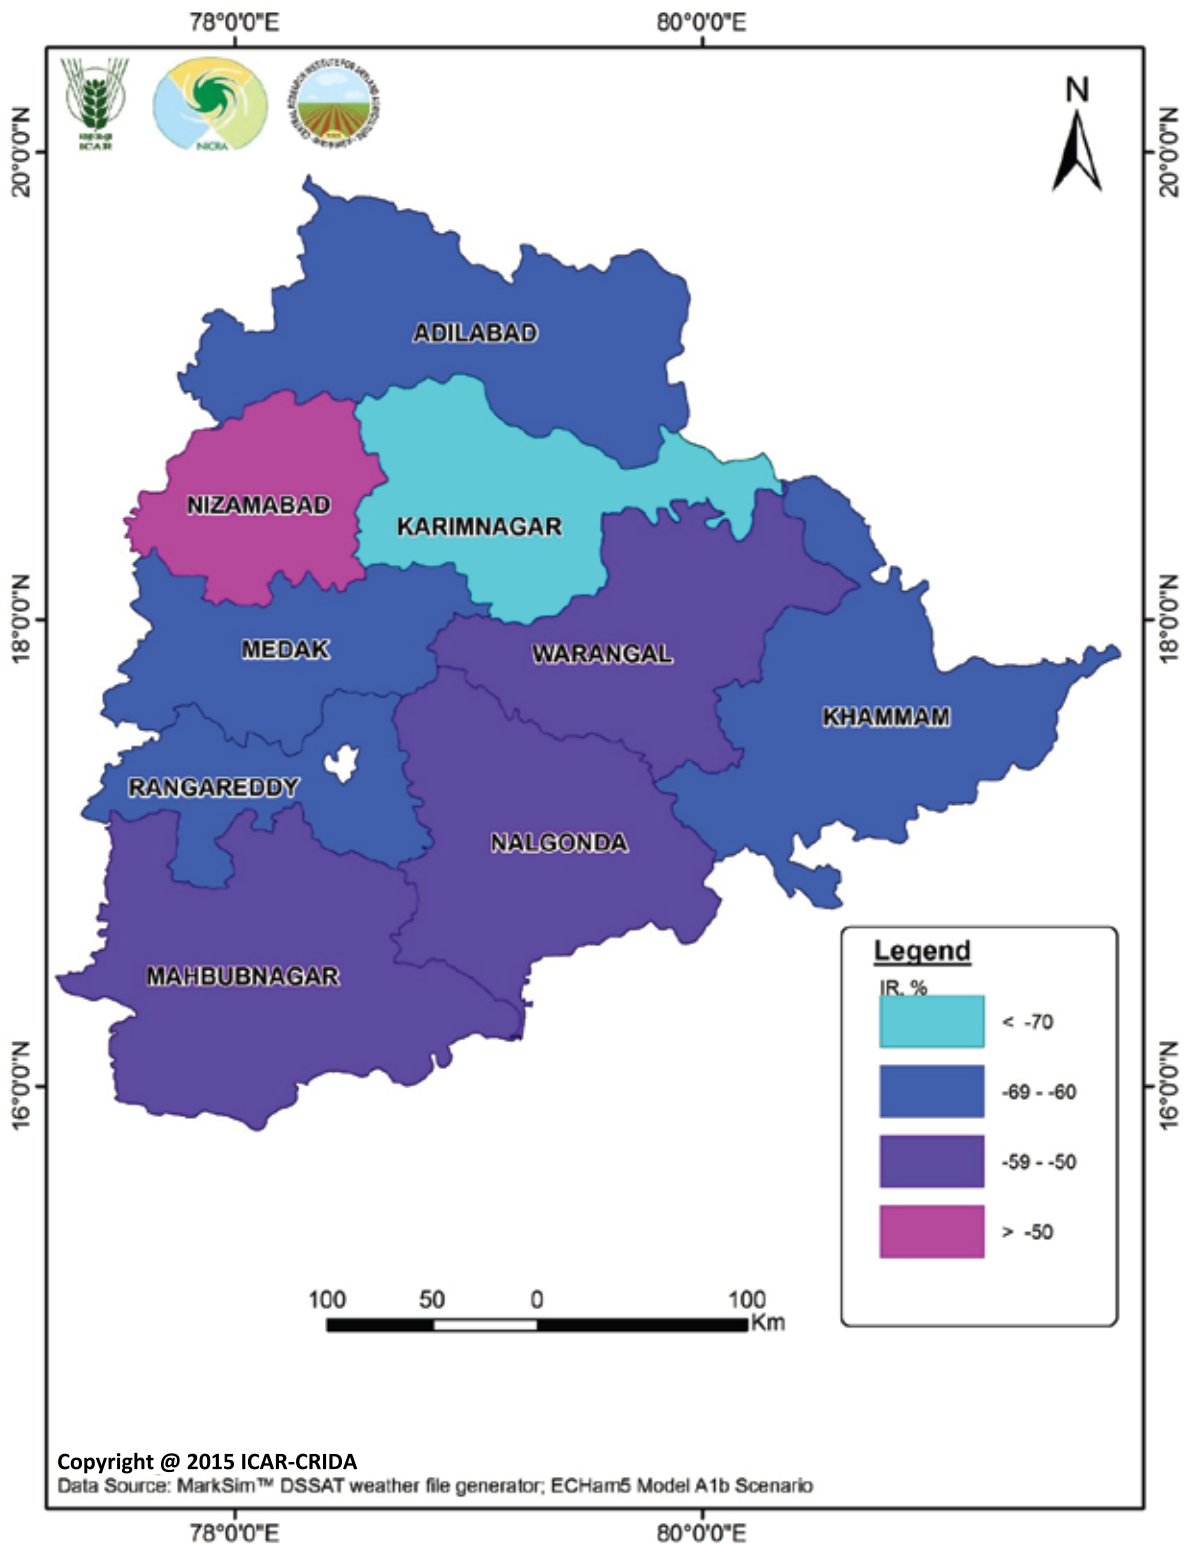 78°0'0"E
80°0'0"E
20°0'0"N
18°0'0"N
16°0'0"N
20°0'0"N
18°0'0"N
16°0'0"N
ICAR
NICRA
N
ADILABAD
NIZAMABAD
KARIMNAGAR
MEDAK
WARANGAL
KHAMMAM
RANGAREDDY
NALGONDA
MAHBUBNAGAR
Legend
IR, %
< -70
-69 - -60
-59 - -50
> -50
100 50 0 100
Km
Copyright @ 2015 ICAR-CRIDA
Data Source: MarkSim™ DSSAT weather file generator; ECHam5 Model A1b Scenario
78°0'0"E
80°0'0"E